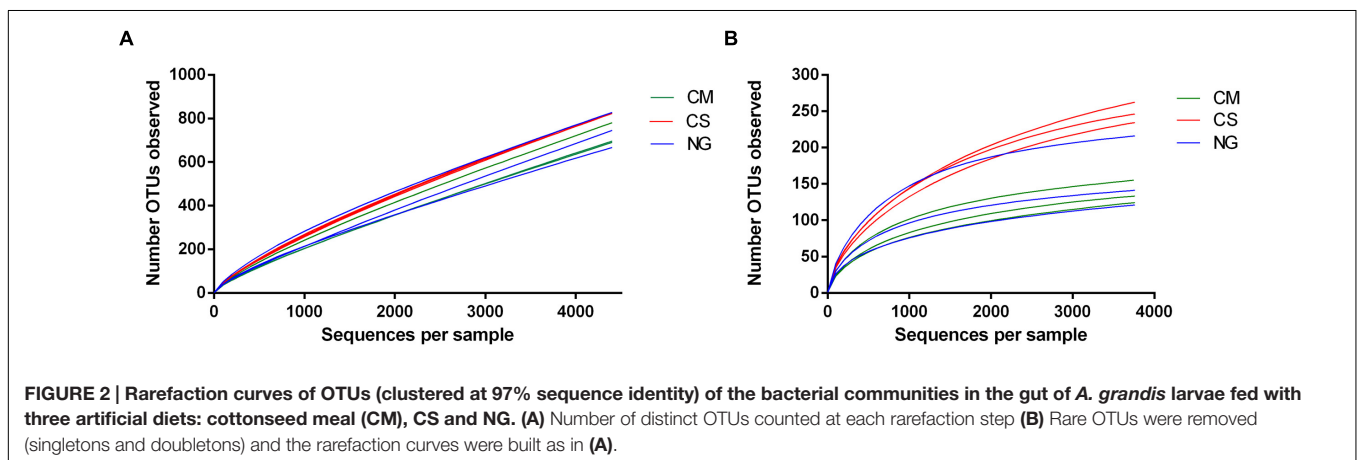 A
B
1000
800
600
400
200
0
Number OTUs observed
0 1000 2000 3000 4000
Sequences per sample
CM
CS
NG
300
250
200
150
100
50
0
Number OTUs observed
0 1000 2000 3000 4000
Sequences per sample
CM
CS
NG
FIGURE 2 | Rarefaction curves of OTUs (clustered at 97% sequence identity) of the bacterial communities in the gut of A. grandis larvae fed with
three artificial diets: cottonseed meal (CM), CS and NG. (A) Number of distinct OTUs counted at each rarefaction step (B) Rare OTUs were removed
(singletons and doubletons) and the rarefaction curves were built as in (A).